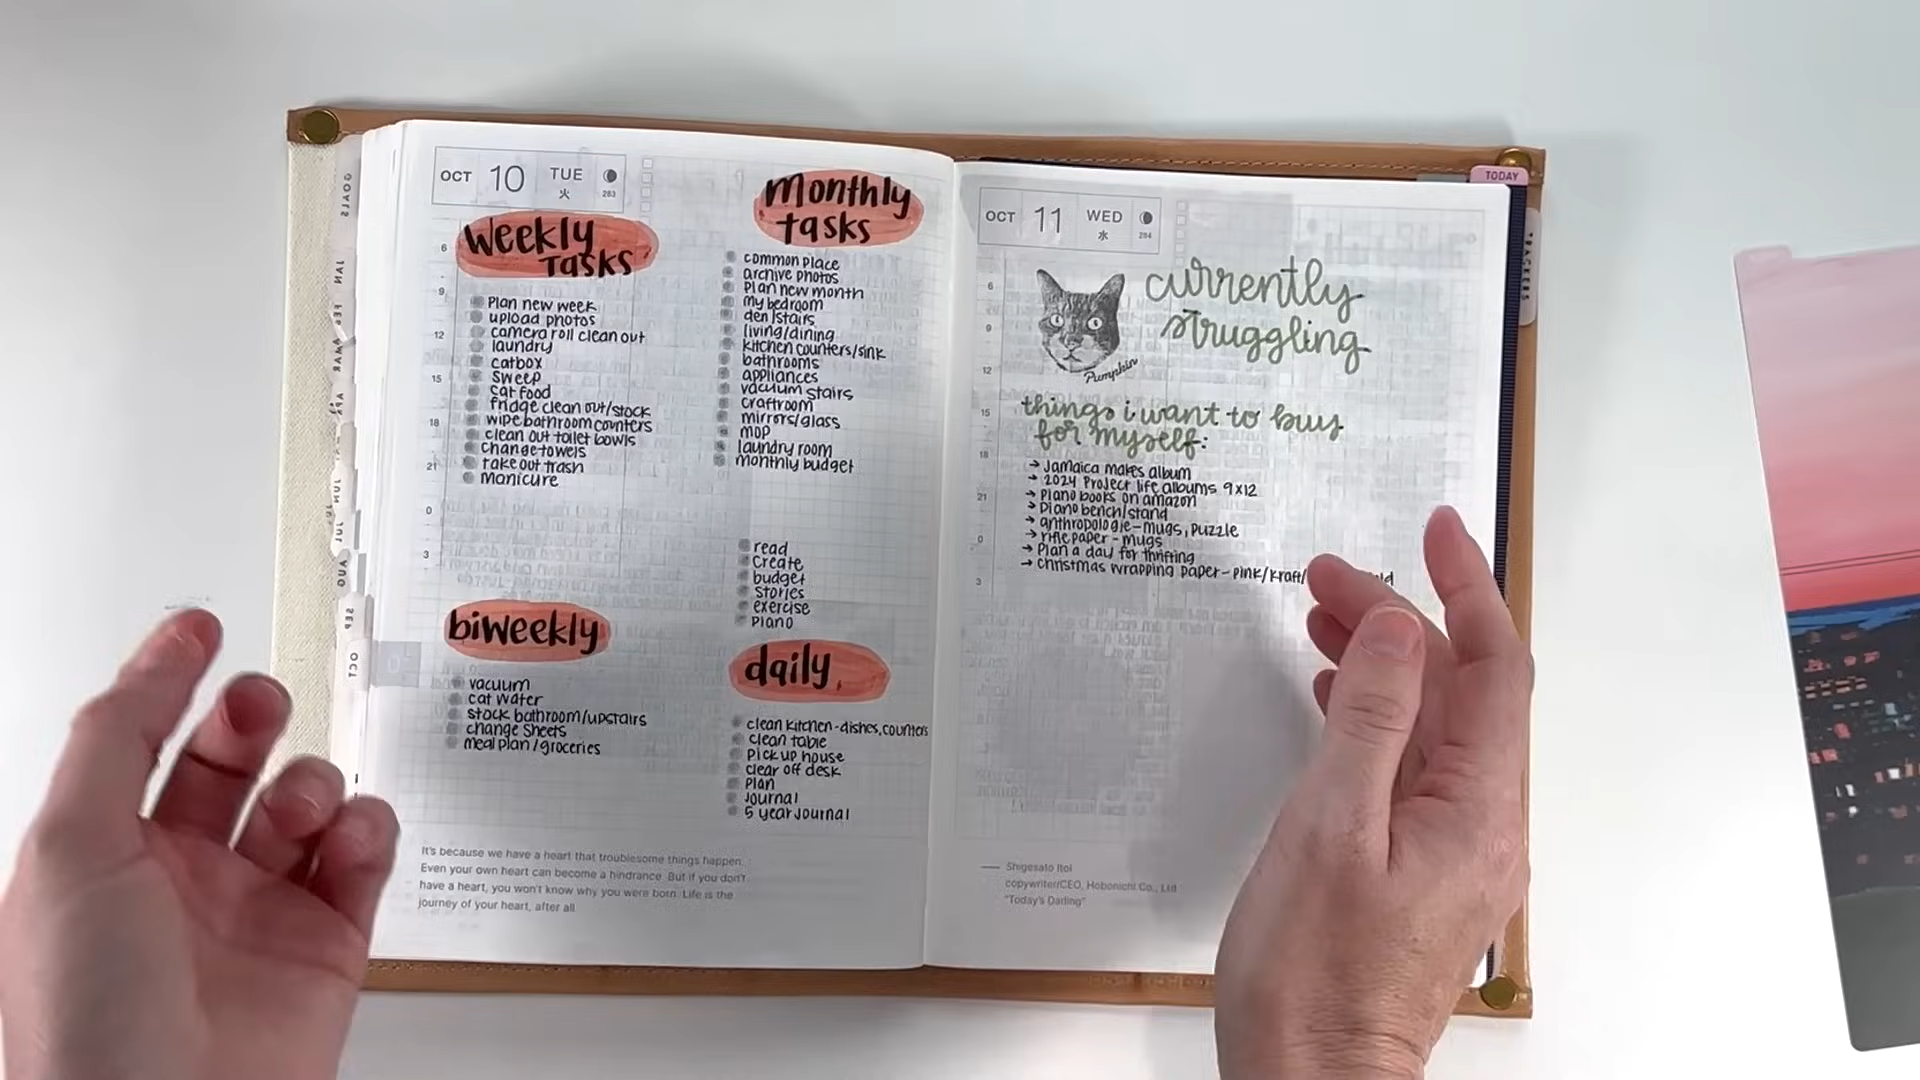 OCT 10 TUE
火 283
weekly
tasks
Plan new week
upload photos
camera roll clean out
laundry
catbox
sweep
cat food
fridge clean out/stock
wipe bathroom counters
clean out toilet bowls
change towels
take out trash
manicure
biweekly
vacuum
cat water
stock bathroom/upstairs
change sheets
meal plan/groceries
monthly
tasks
common place
archive photos
Plan new month
my bedroom
den/stairs
living/dining
kitchen counters/sink
bathrooms
appliances
vacuum stairs
craftroom
mirrors/glass
mop
laundry room
monthly budget
read
create
budget
stories
exercise
piano
daily
clean kitchen-dishes, counters
clean table
pick up house
clear off desk
plan
journal
5 year journal
6
9
12
15
18
21
0
3
It's because we have a heart that troublesome things happen.
Even your own heart can become a hindrance. But if you don't
have a heart, you won't know why you were born. Life is the
journey of your heart, after all.
OCT 11 WED
水 284
currently
struggling
Pumpkin
things i want to buy
for myself:
→ Jamaica makes album
→ 2024 Project life albums 9x12
→ Piano books on amazon
→ Piano bench/stand
→ anthropologie - mugs, puzzle
→ rifle paper - mugs
→ Plan a day for thrifting
→ Christmas wrapping paper - pink/kraft/
6
9
12
15
18
21
0
3
Shigesato Itoi
copywriter/CEO, Hobonichi Co., Ltd
"Today's Darling"
TODAY
TRACKERS
GOALS
JAN
FEB
MAR
APR
JUN
JUL
AUG
SEP
OCT